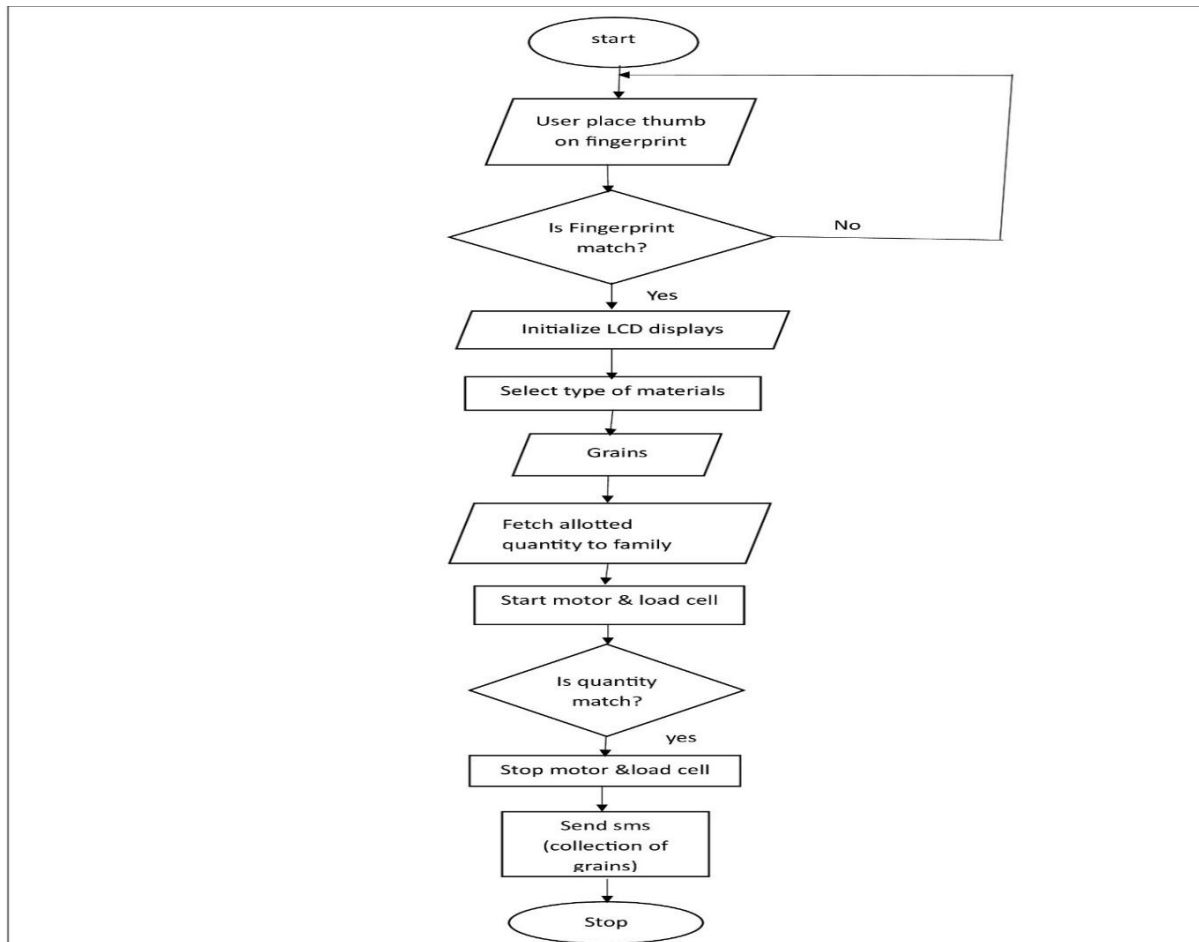 start
User place thumb
on fingerprint
Is Fingerprint
match?
No
Yes
Initialize LCD displays
Select type of materials
Grains
Fetch allotted
quantity to family
Start motor & load cell
Is quantity
match?
yes
Stop motor &load cell
Send sms
(collection of
grains)
Stop